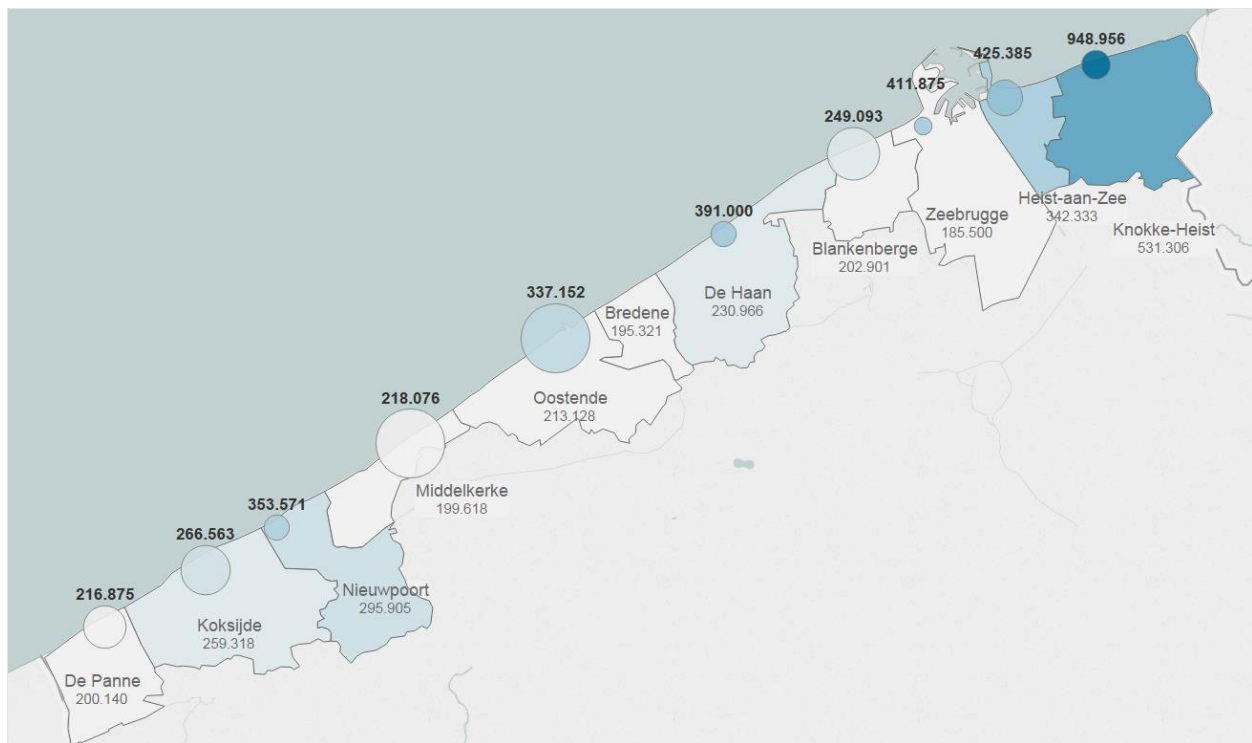 948.956
425.385
411.875
249.093
Heist-aan-Zee
342.333
Zeebrugge
185.500
Knokke-Heist
531.306
391.000
Blankenberge
202.901
De Haan
230.966
337.152
Bredene
195.321
Oostende
213.128
218.076
Middelkerke
199.618
353.571
266.563
Nieuwpoort
295.905
216.875
Koksijde
259.318
De Panne
200.140